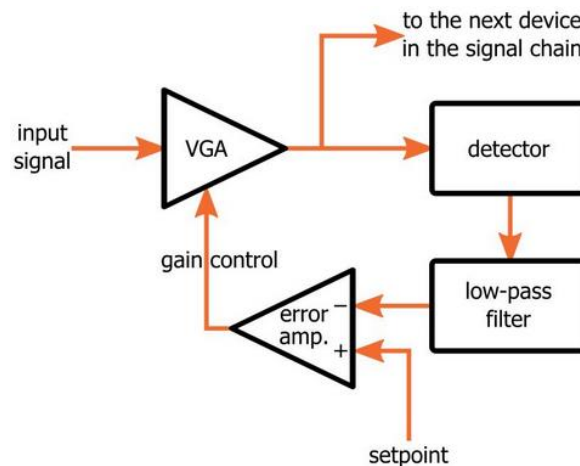 to the next device
in the signal chain
input
signal
VGA
detector
gain control
error
amp.
−
+
low-pass
filter
setpoint